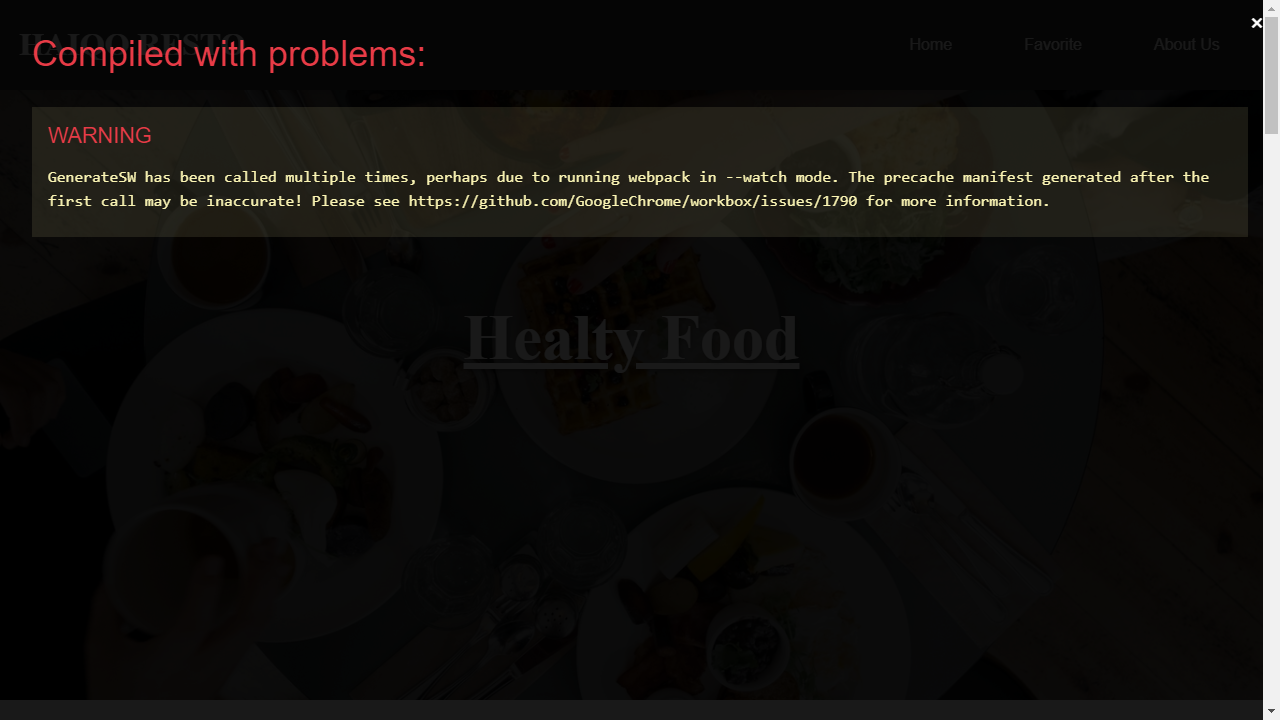 HAJOO RESTO
Home
Favorite
About Us
Compiled with problems:
WARNING
GenerateSW has been called multiple times, perhaps due to running webpack in --watch mode. The precache manifest generated after the
first call may be inaccurate! Please see https://github.com/GoogleChrome/workbox/issues/1790 for more information.
Healty Food